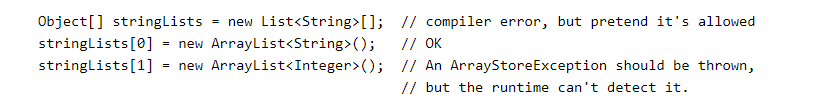 Object[] stringLists = new List<String>[];  // compiler error, but pretend it's allowed
stringLists[0] = new ArrayList<String>();   // OK
stringLists[1] = new ArrayList<Integer>();  // An ArrayStoreException should be thrown,
                                            // but the runtime can't detect it.